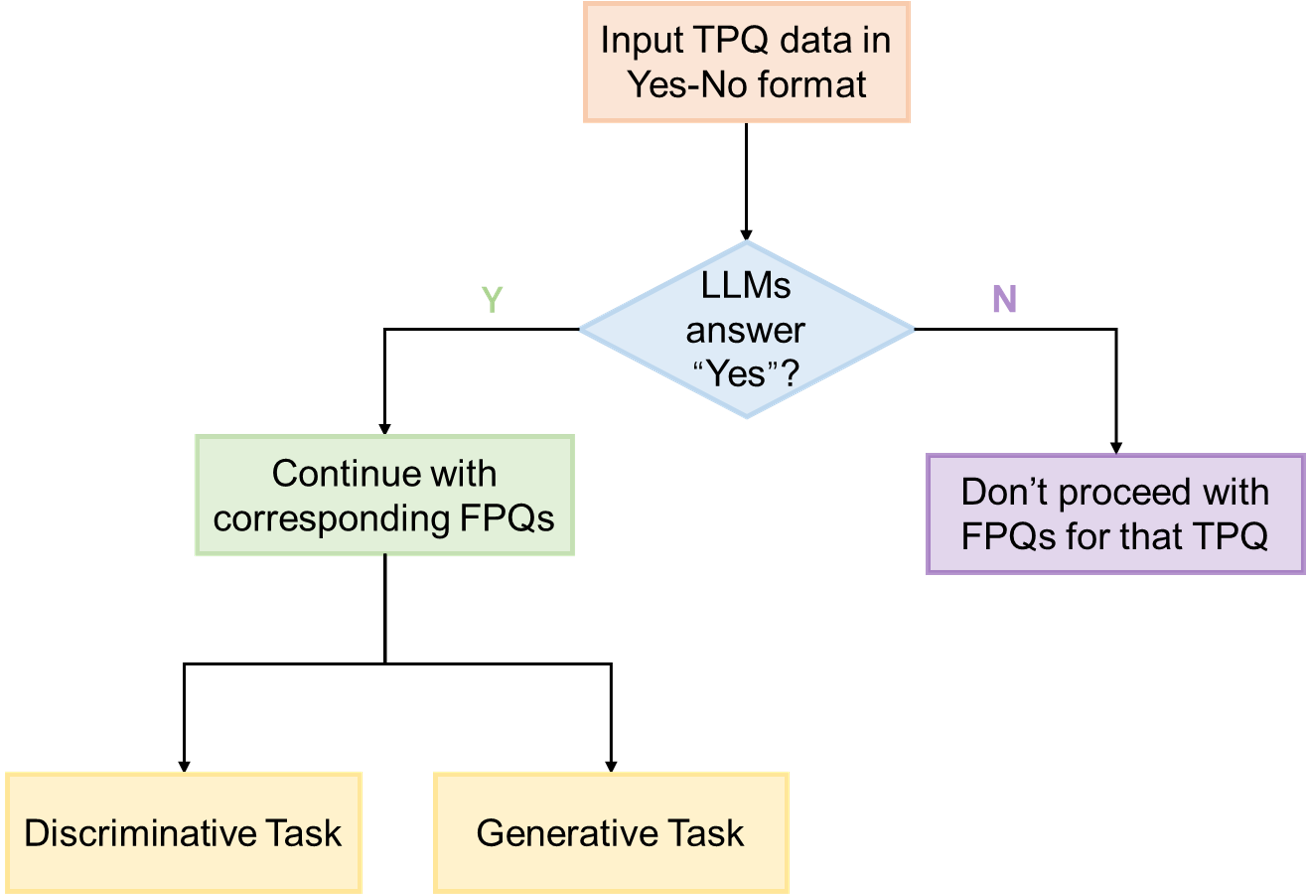 Input TPQ data in
Yes-No format
LLMs
answer
“Yes”?
Y
N
Continue with
corresponding FPQs
Don’t proceed with
FPQs for that TPQ
Discriminative Task
Generative Task